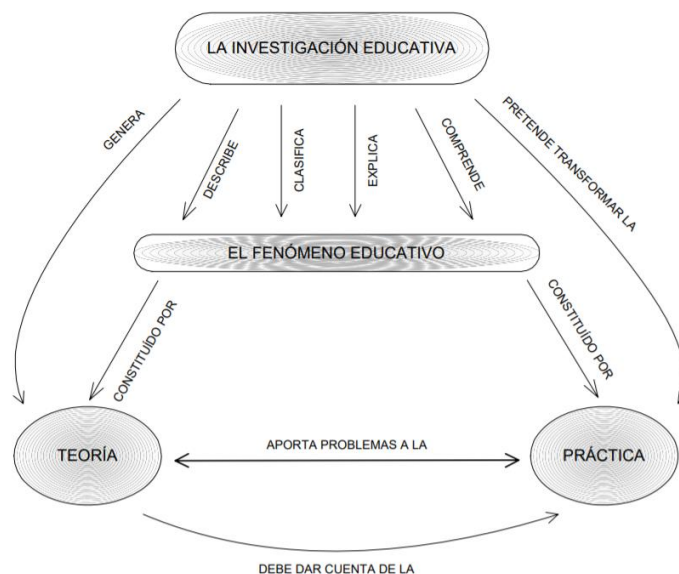 LA INVESTIGACIÓN EDUCATIVA
GENERA
DESCRIBE
CLASIFICA
EXPLICA
COMPRENDE
PRETENDE TRANSFORMAR LA
EL FENÓMENO EDUCATIVO
CONSTITUÍDO POR
CONSTITUÍDO POR
TEORÍA
APORTA PROBLEMAS A LA
PRÁCTICA
DEBE DAR CUENTA DE LA